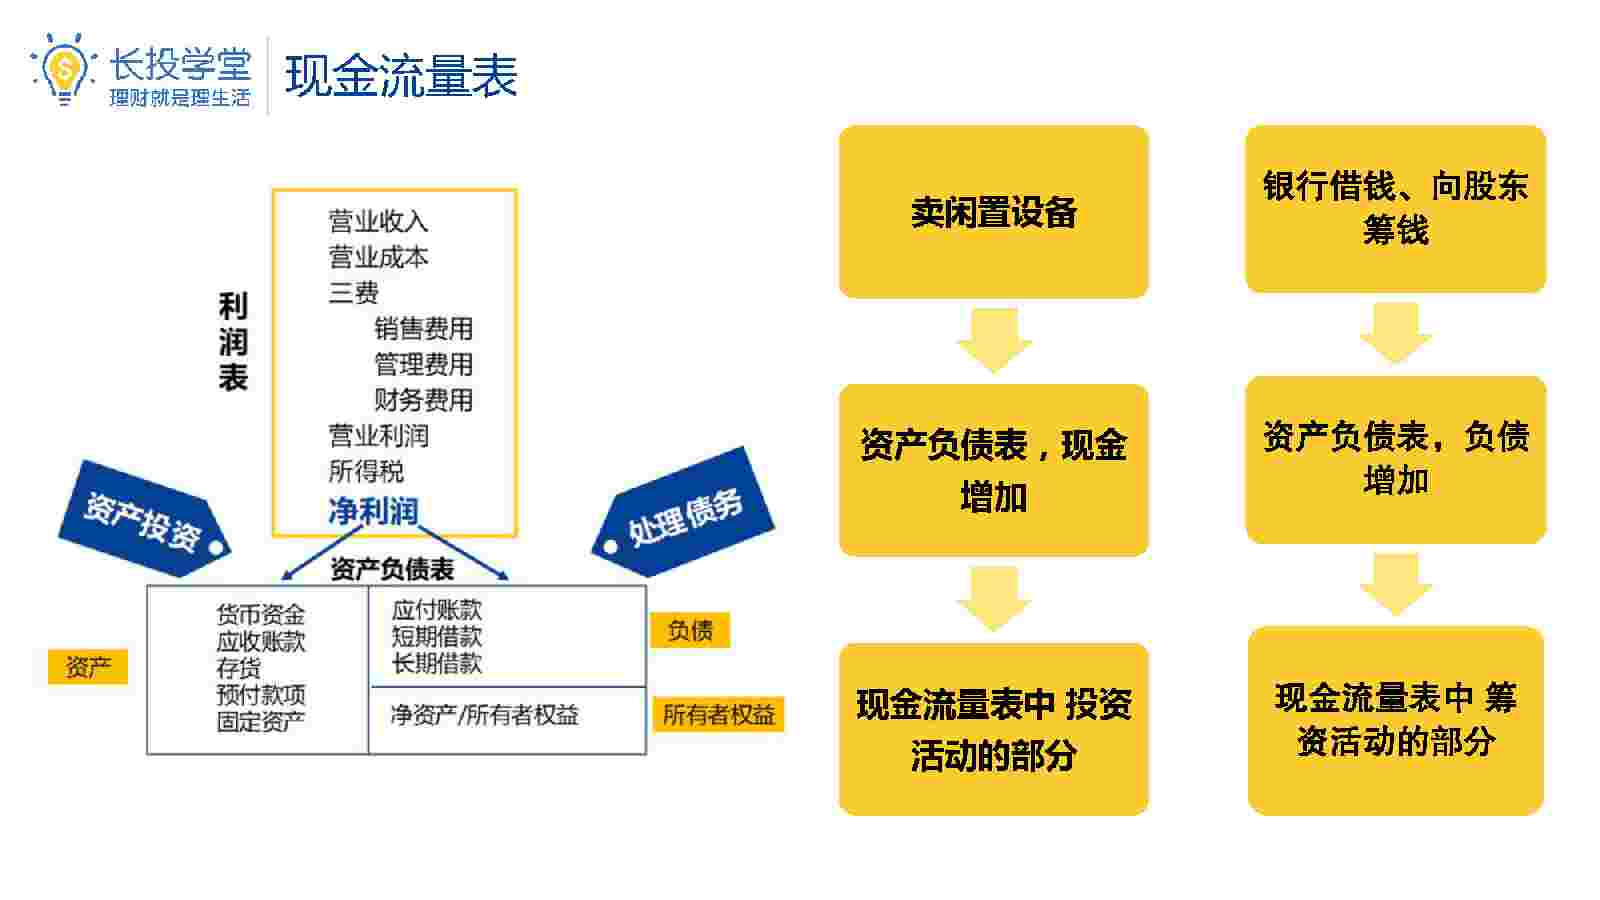 长投学堂
理财就是理生活
现金流量表
利
润
表
营业收入
营业成本
三费
销售费用
管理费用
财务费用
营业利润
所得税
净利润
资产投资
处理债务
资产负债表
资产
货币资金
应收账款
存货
预付款项
固定资产
应付账款
短期借款
长期借款
净资产/所有者权益
负债
所有者权益
卖闲置设备
资产负债表，现金
增加
现金流量表中 投资
活动的部分
银行借钱、向股东
筹钱
资产负债表，负债
增加
现金流量表中 筹
资活动的部分